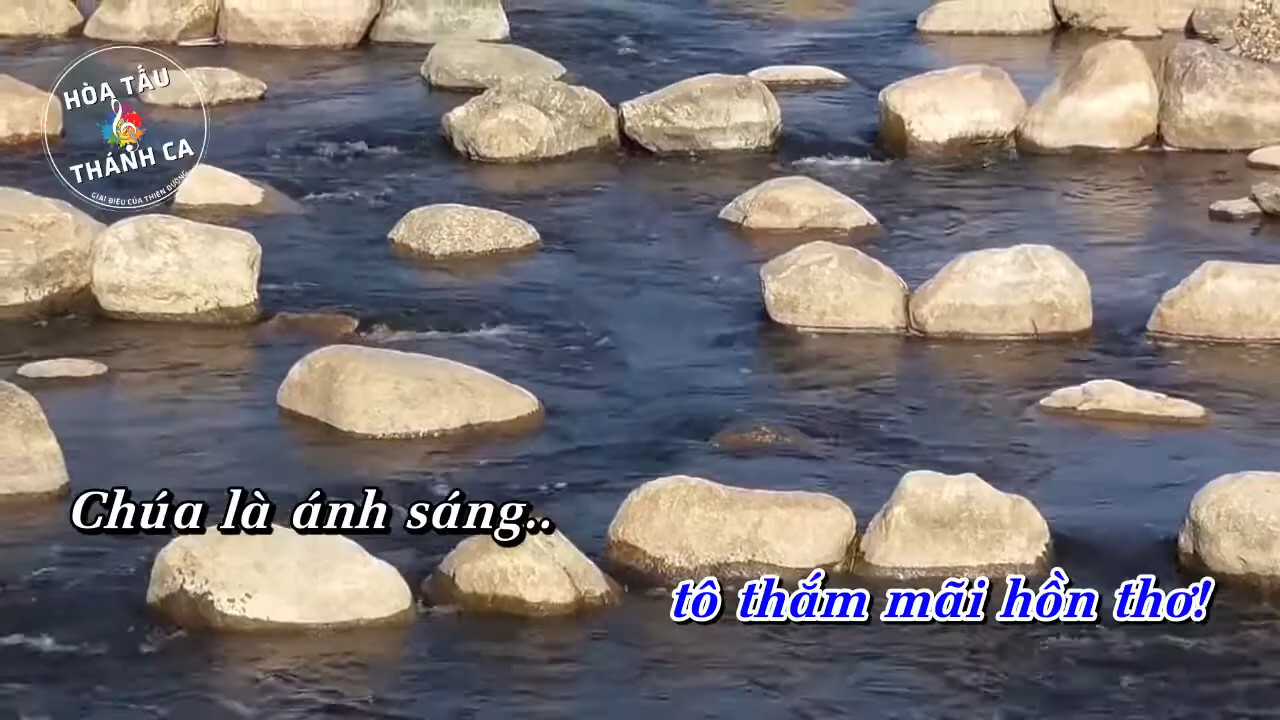 HÒA TẤU
THÁNH CA
GIAI ĐIỆU CỦA THIÊN ĐƯỜNG
Chúa là ánh sáng..
tô thắm mãi hồn thơ!